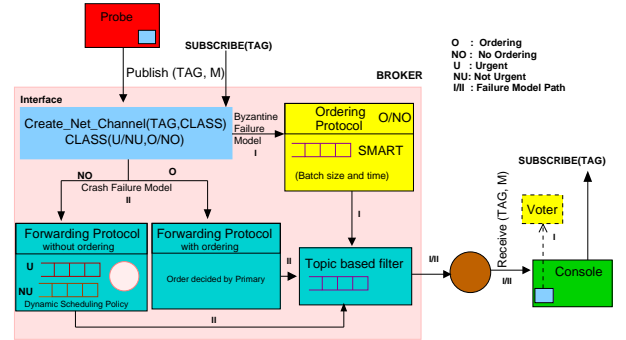 Probe
SUBSCRIBE(TAG)
O : Ordering
NO : No Ordering
U : Urgent
NU: Not Urgent
I/II : Failure Model Path
Publish (TAG, M)
BROKER
Interface
Create_Net_Channel(TAG,CLASS)
CLASS(U/NU,O/NO)
Byzantine
Failure
Model
I
Ordering
Protocol
O/NO
SMART
(Batch size and time)
NO
O
Crash Failure Model
II
I
Forwarding Protocol
without ordering
U
NU
Dynamic Scheduling Policy
Forwarding Protocol
with ordering
Order decided by Primary
II
Topic based filter
II
I/II
Receive (TAG, M)
I/II
SUBSCRIBE(TAG)
Voter
I
Console